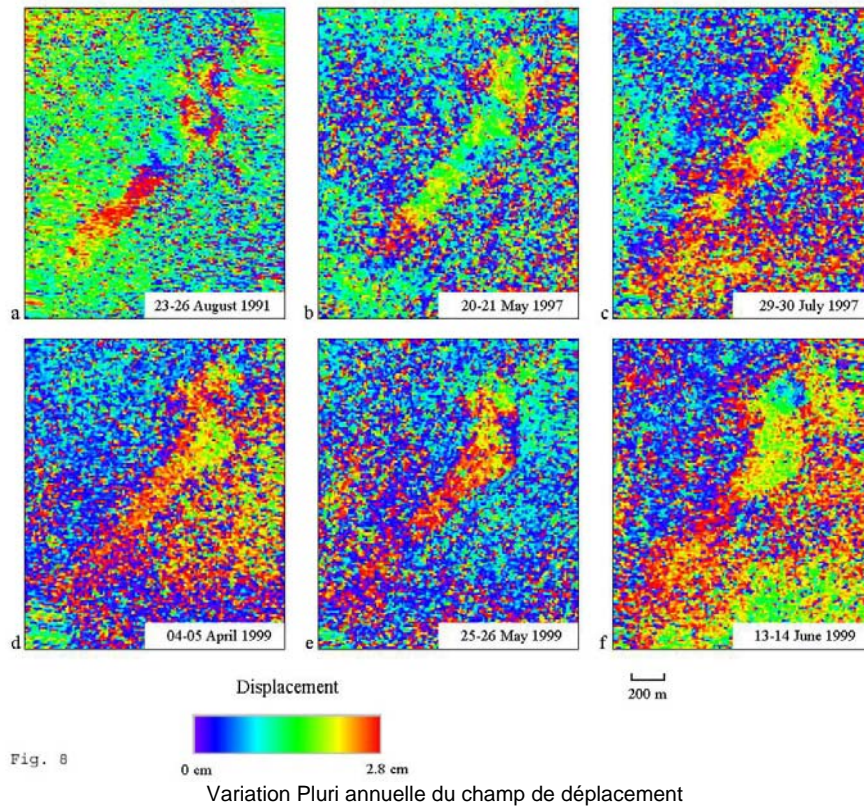 a
23-26 August 1991
b
20-21 May 1997
c
29-30 July 1997
d
04-05 April 1999
e
25-26 May 1999
f
13-14 June 1999
Displacement
200 m
Fig. 8
0 cm
2.8 cm
Variation Pluri annuelle du champ de déplacement